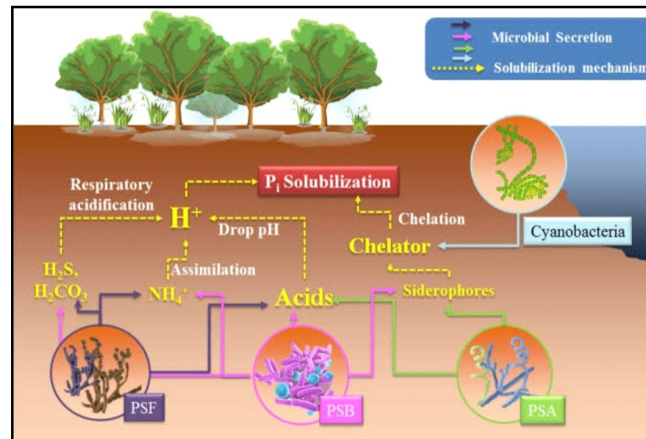 Microbial Secretion
Solubilization mechanism
Respiratory
acidification
P_i Solubilization
H⁺
Drop pH
Chelation
Chelator
Cyanobacteria
H₂S,
H₂CO₃
Assimilation
NH₄⁺
Acids
Siderophores
PSF
PSB
PSA